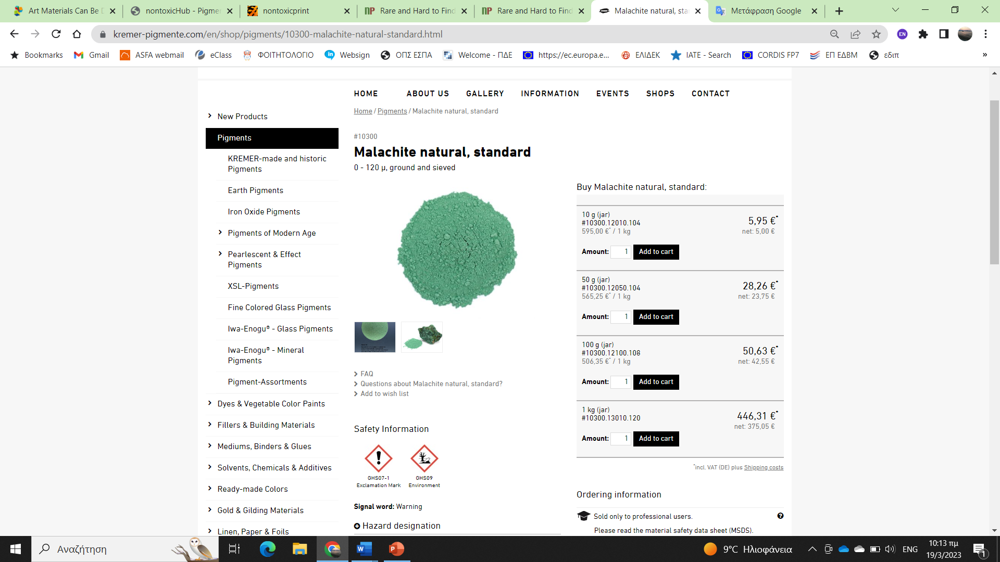 Art Materials Can Be D
nontoxicHub - Pigmen
nontoxicprint
Rare and Hard to Find
Rare and Hard to Find
Malachite natural, sta
Μετάφραση Google
kremer-pigmente.com/en/shop/pigments/10300-malachite-natural-standard.html
EN
Bookmarks
Gmail
ASFA webmail
eClass
ΦΟΙΤΗΤΟΛΟΓΙΟ
Websign
ΟΠΣ ΕΣΠΑ
Welcome - ΠΔΕ
https://ec.europa.e...
ΕΛΙΔΕΚ
IATE - Search
CORDIS FP7
ΕΠ ΕΔΒΜ
εδιπ
»
HOME
ABOUT US
GALLERY
INFORMATION
EVENTS
SHOPS
CONTACT
Home / Pigments / Malachite natural, standard
New Products
Pigments
KREMER-made and historic
Pigments
Earth Pigments
Iron Oxide Pigments
Pigments of Modern Age
Pearlescent & Effect
Pigments
XSL-Pigments
Fine Colored Glass Pigments
Iwa-Enogu® - Glass Pigments
Iwa-Enogu® - Mineral
Pigments
Pigment-Assortments
Dyes & Vegetable Color Paints
Fillers & Building Materials
Mediums, Binders & Glues
Solvents, Chemicals & Additives
Ready-made Colors
Gold & Gilding Materials
Linen, Paper & Foils
#10300
Malachite natural, standard
0 - 120 µ, ground and sieved
FAQ
Questions about Malachite natural, standard?
Add to wish list
Safety Information
GHS07-1
Exclamation Mark
GHS09
Environment
Signal word: Warning
Hazard designation
Buy Malachite natural, standard:
10 g (jar)
#10300.12010.104
595,00 €* / 1 kg
5,95 €*
net: 5,00 €
Amount: 1 Add to cart
50 g (jar)
#10300.12050.104
565,25 €* / 1 kg
28,26 €*
net: 23,75 €
Amount: 1 Add to cart
100 g (jar)
#10300.12100.108
506,35 €* / 1 kg
50,63 €*
net: 42,55 €
Amount: 1 Add to cart
1 kg (jar)
#10300.13010.120
446,31 €*
net: 375,05 €
Amount: 1 Add to cart
*incl. VAT (DE) plus Shipping costs
Ordering information
Sold only to professional users.
Please read the material safety data sheet (MSDS).
Αναζήτηση
9°C Ηλιοφάνεια
ENG
10:13 πμ
19/3/2023
1